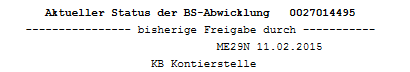 Aktueller Status der BS-Abwicklung 0027014495
---------------- bisherige Freigabe durch -----------
ME29N 11.02.2015
KB Kontierstelle